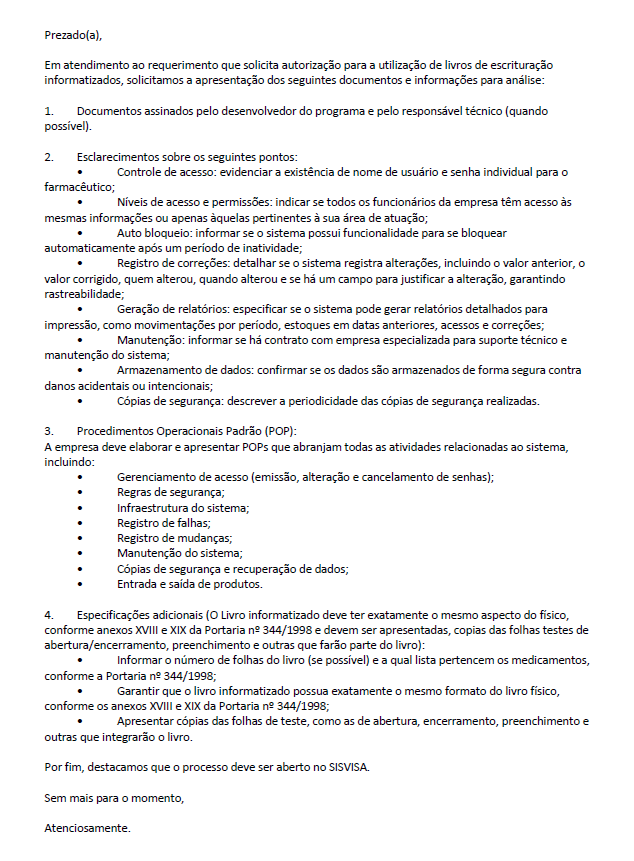 Prezado(a),
Em atendimento ao requerimento que solicita autorização para a utilização de livros de escrituração
informatizados, solicitamos a apresentação dos seguintes documentos e informações para análise:
1. Documentos assinados pelo desenvolvedor do programa e pelo responsável técnico (quando
possível).
2. Esclarecimentos sobre os seguintes pontos:
• Controle de acesso: evidenciar a existência de nome de usuário e senha individual para o
farmacêutico;
• Níveis de acesso e permissões: indicar se todos os funcionários da empresa têm acesso às
mesmas informações ou apenas àquelas pertinentes à sua área de atuação;
• Auto bloqueio: informar se o sistema possui funcionalidade para se bloquear
automaticamente após um período de inatividade;
• Registro de correções: detalhar se o sistema registra alterações, incluindo o valor anterior, o
valor corrigido, quem alterou, quando alterou e se há um campo para justificar a alteração, garantindo
rastreabilidade;
• Geração de relatórios: especificar se o sistema pode gerar relatórios detalhados para
impressão, como movimentações por período, estoques em datas anteriores, acessos e correções;
• Manutenção: informar se há contrato com empresa especializada para suporte técnico e
manutenção do sistema;
• Armazenamento de dados: confirmar se os dados são armazenados de forma segura contra
danos acidentais ou intencionais;
• Cópias de segurança: descrever a periodicidade das cópias de segurança realizadas.
3. Procedimentos Operacionais Padrão (POP):
A empresa deve elaborar e apresentar POPs que abranjam todas as atividades relacionadas ao sistema,
incluindo:
• Gerenciamento de acesso (emissão, alteração e cancelamento de senhas);
• Regras de segurança;
• Infraestrutura do sistema;
• Registro de falhas;
• Registro de mudanças;
• Manutenção do sistema;
• Cópias de segurança e recuperação de dados;
• Entrada e saída de produtos.
4. Especificações adicionais (O Livro informatizado deve ter exatamente o mesmo aspecto do físico,
conforme anexos XVIII e XIX da Portaria nº 344/1998 e devem ser apresentadas, copias das folhas testes de
abertura/encerramento, preenchimento e outras que farão parte do livro):
• Informar o número de folhas do livro (se possível) e a qual lista pertencem os medicamentos,
conforme a Portaria nº 344/1998;
• Garantir que o livro informatizado possua exatamente o mesmo formato do livro físico,
conforme os anexos XVIII e XIX da Portaria nº 344/1998;
• Apresentar cópias das folhas de teste, como as de abertura, encerramento, preenchimento e
outras que integrarão o livro.
Por fim, destacamos que o processo deve ser aberto no SISVISA.
Sem mais para o momento,
Atenciosamente.